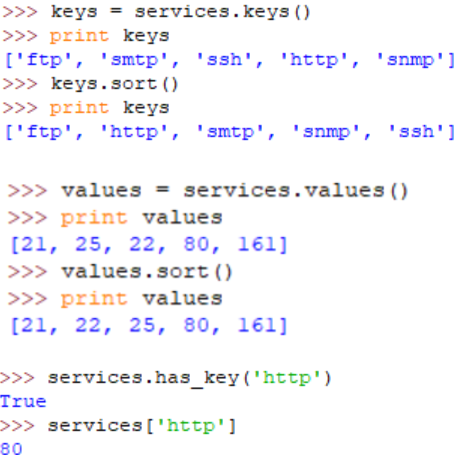 >>> keys = services.keys()
>>> print keys
['ftp', 'smtp', 'ssh', 'http', 'snmp']
>>> keys.sort()
>>> print keys
['ftp', 'http', 'smtp', 'snmp', 'ssh']
>>> values = services.values()
>>> print values
[21, 25, 22, 80, 161]
>>> values.sort()
>>> print values
[21, 22, 25, 80, 161]
>>> services.has_key('http')
True
>>> services['http']
80